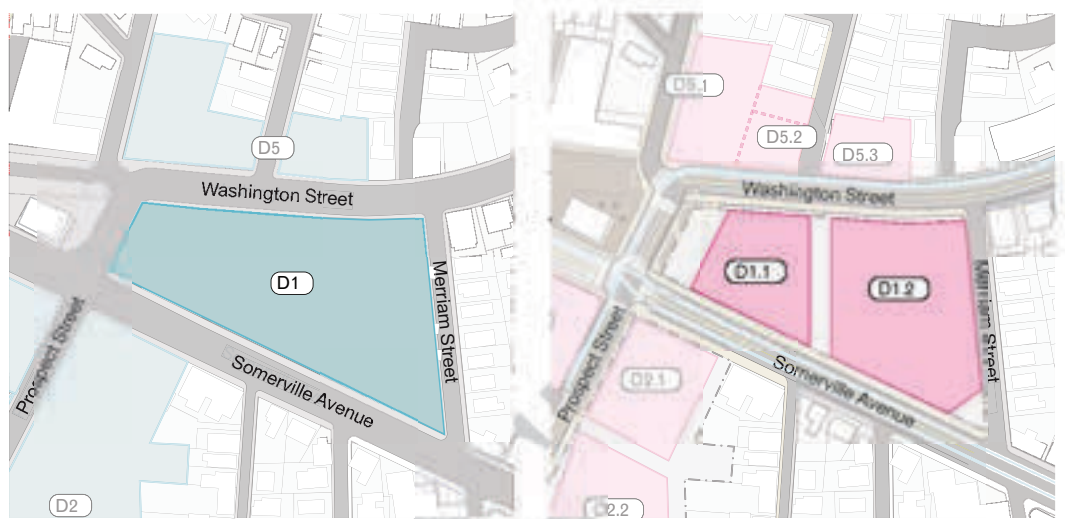 D5
Washington Street
D1
Merriam Street
Prospect Street
Somerville Avenue
D2
D5.1
D5.2
D5.3
Washington Street
D1.1
D1.2
Merriam Street
Prospect Street
Somerville Avenue
D2.1
D2.2